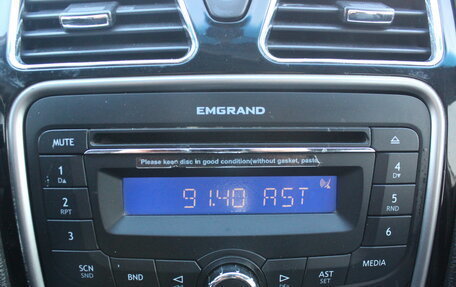 EMGRAND
MUTE
Please keep disc in good condition(without gasket, paste,
1
D▲
4
D▼
91.40 AST
2
RPT
5
RND
3
6
SCN
SND
BND
AST
SET
MEDIA